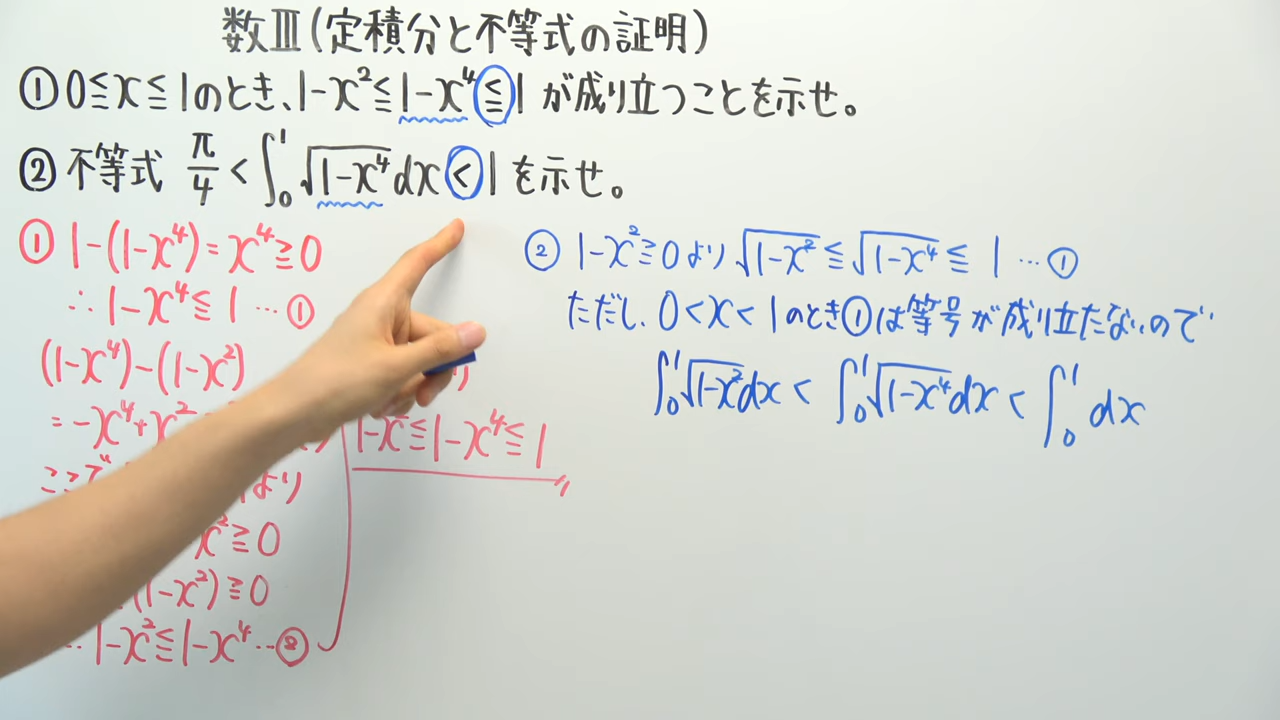 数Ⅲ(定積分と不等式の証明)
①0≦x≦1のとき、1-x²≦1-x⁴≦1 が成り立つことを示せ。
②不等式 π/4 < ∫₀¹ √(1-x⁴) dx < 1 を示せ。
① 1-(1-x⁴)=x⁴≧0
∴ 1-x⁴≦1 …①
(1-x⁴)-(1-x²)
=-x⁴+x²
ここで より
x²≧0
(1-x²)≧0
1-x²≦1-x⁴ …②
1-x²≦1-x⁴≦1
② 1-x²≧0より √(1-x²)≦√(1-x⁴)≦ 1 …①
ただし、0<x<1のとき①は等号が成り立たないので
∫₀¹ √(1-x²) dx < ∫₀¹ √(1-x⁴) dx < ∫₀¹ dx